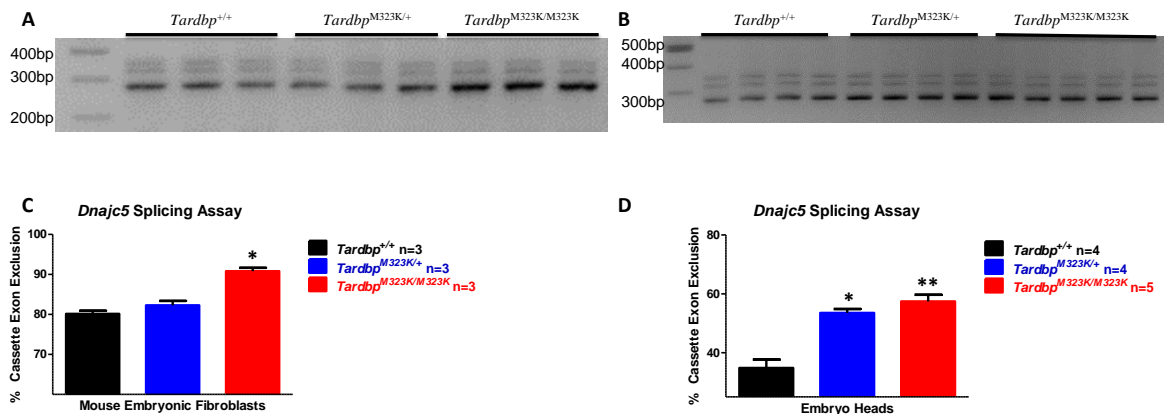 A
Tardbp+/+
TardbpM323K/+
TardbpM323K/M323K
400bp
300bp
200bp
B
Tardbp+/+
TardbpM323K/+
TardbpM323K/M323K
500bp
400bp
300bp
C
Dnajc5 Splicing Assay
% Cassette Exon Exclusion
100
90
80
70
*
Mouse Embryonic Fibroblasts
Tardbp+/+ n=3
TardbpM323K/+ n=3
TardbpM323K/M323K n=3
D
Dnajc5 Splicing Assay
% Cassette Exon Exclusion
80
60
40
*
**
Embryo Heads
Tardbp+/+ n=4
TardbpM323K/+ n=4
TardbpM323K/M323K n=5